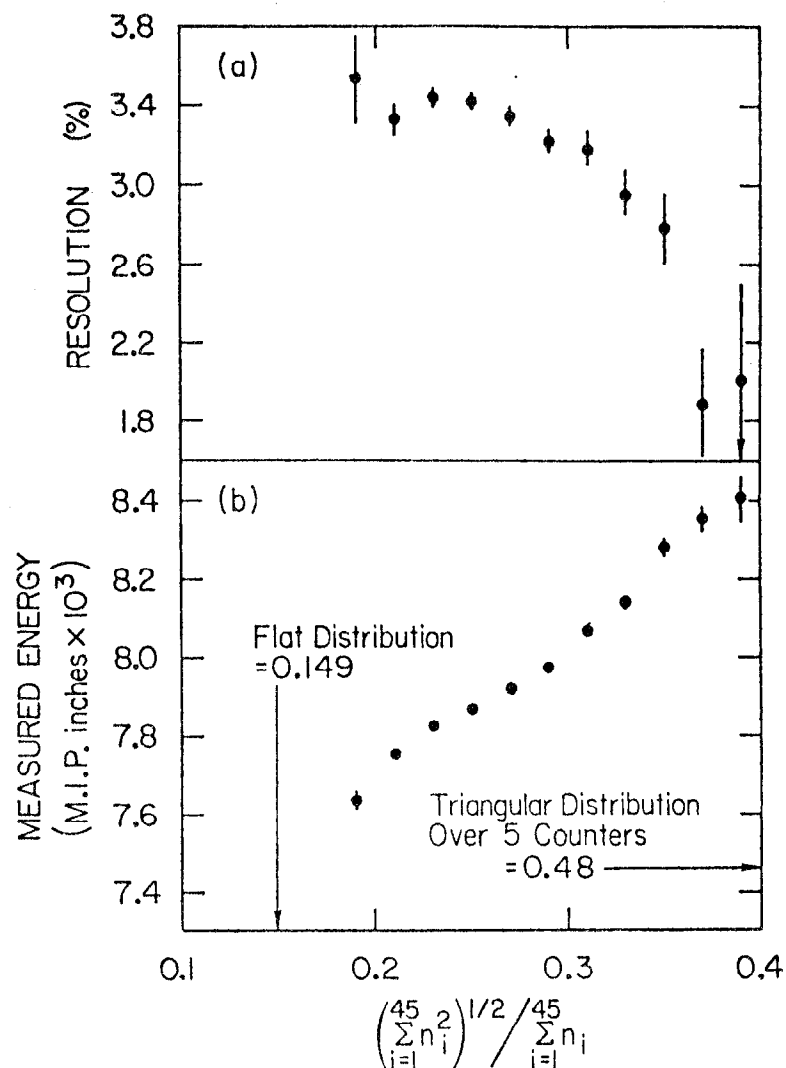 3.8
(a)
3.4
3.0
2.6
2.2
1.8
RESOLUTION (%)
8.4
(b)
8.2
8.0
7.8
7.6
7.4
MEASURED ENERGY
(M.I.P. inches × 10³)
Flat Distribution
=0.149
Triangular Distribution
Over 5 Counters
=0.48
0.1 0.2 0.3 0.4
(∑_{i=1}^{45} n_i^2)^{1/2} / ∑_{i=1}^{45} n_i